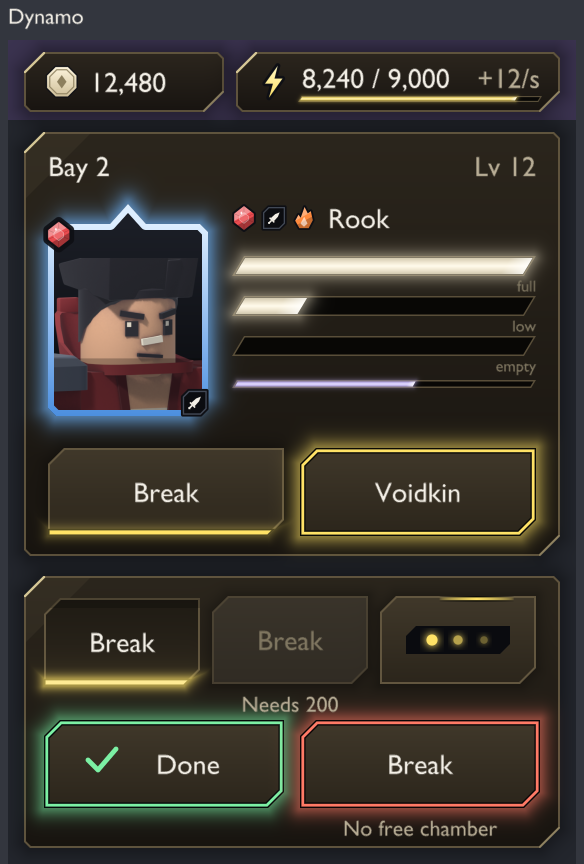 Dynamo
12,480
8,240 / 9,000 +12/s
Bay 2 Lv 12
Rook
full
low
empty
Break Voidkin
Break Break
Needs 200
Done Break
No free chamber